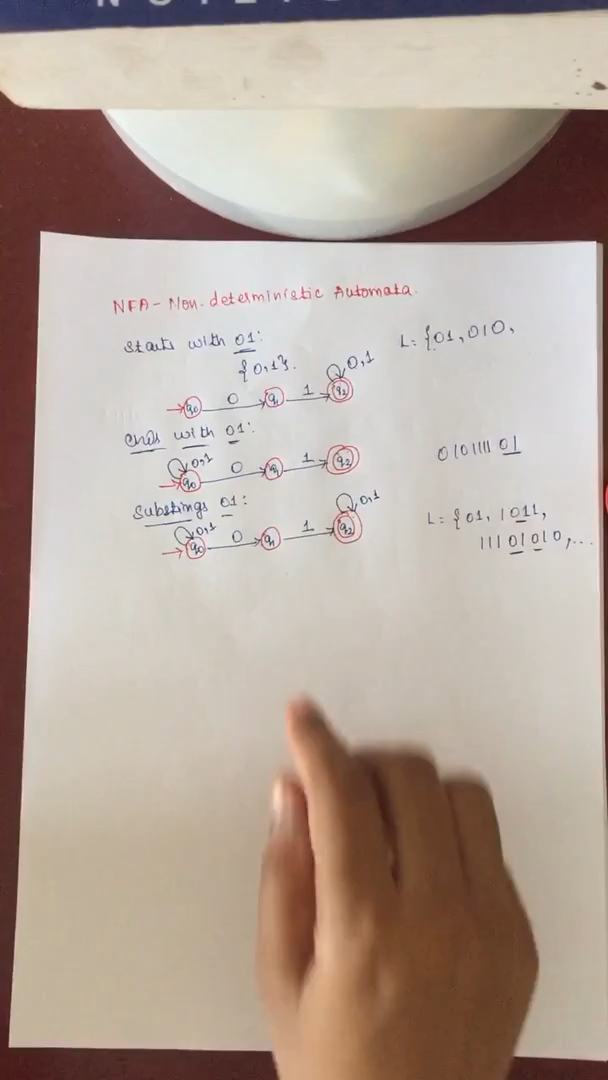 NFA - Non-deterministic Automata.
Starts with 01:
L = {01, 010,
{0,1}.
0,1
q0 0 q1 1 q2
Ends with 01:
0,1
q0 0 q1 1 q2
010111101
Substings 01:
0,1
0,1
q0 0 q1 1 q2
L = {01, 1011,
11101010, ...